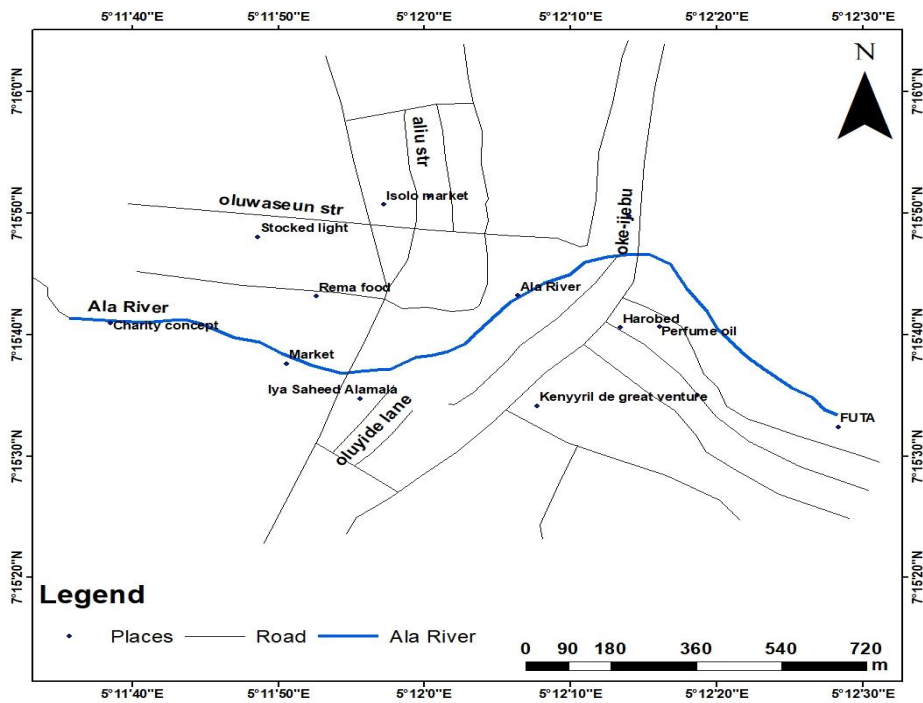 5°11'40"E 5°11'50"E 5°12'20"E 5°12'10"E 5°12'20"E 5°12'30"E
N
7°16'0"N
7°16'0"N
aliu str
Isolo market
oluwaseun str
7°15'50"N
7°15'50"N
oke-ijebu
Stocked light
Rema food
Ala River
Ala River
Charity concept
Harobed
Perfume oil
7°15'40"N
7°15'40"N
Market
Iya Saheed Alamala
Kenyyril de great venture
oluyide lane
FUTA
7°15'30"N
7°15'30"N
7°15'20"N
7°15'20"N
Legend
Places Road Ala River
0 90 180 360 540 720
m
5°11'40"E 5°11'50"E 5°12'20"E 5°12'10"E 5°12'20"E 5°12'30"E